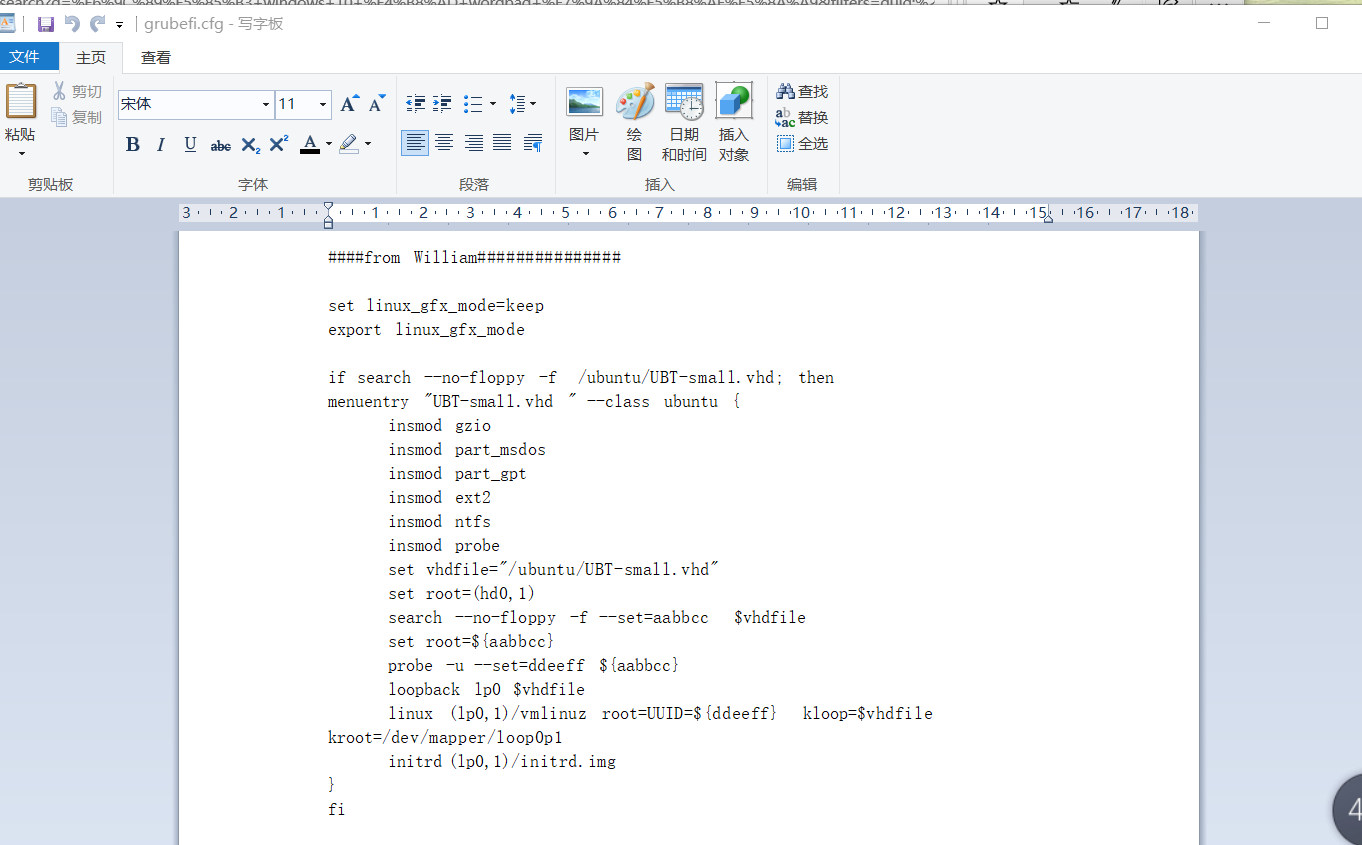 grubefi.cfg - 写字板
文件 主页 查看
宋体 11
剪切
复制
粘贴
图片 绘图 日期和时间 插入对象
查找
替换
全选
B I U abc X₂ X² A
剪贴板 字体 段落 插入 编辑
3 2 1 1 2 3 4 5 6 7 8 9 10 11 12 13 14 15 16 17 18
####from William###############
set linux_gfx_mode=keep
export linux_gfx_mode
if search --no-floppy -f /ubuntu/UBT-small.vhd; then
menuentry "UBT-small.vhd " --class ubuntu {
insmod gzio
insmod part_msdos
insmod part_gpt
insmod ext2
insmod ntfs
insmod probe
set vhdfile="/ubuntu/UBT-small.vhd"
set root=(hd0,1)
search --no-floppy -f --set=aabbcc $vhdfile
set root=${aabbcc}
probe -u --set=ddeeff ${aabbcc}
loopback lp0 $vhdfile
linux (lp0,1)/vmlinuz root=UUID=${ddeeff} kloop=$vhdfile
kroot=/dev/mapper/loop0p1
initrd (lp0,1)/initrd.img
}
fi